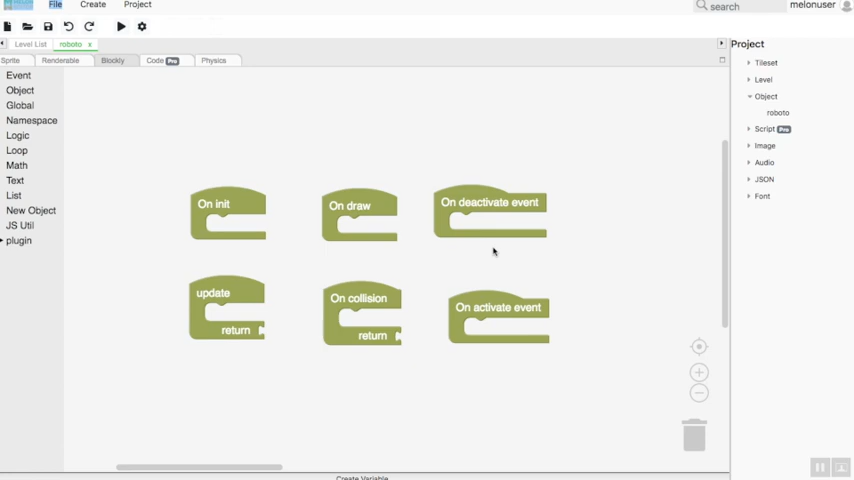 File Create Project
search
melonuser
Level List roboto x
Project
Sprite Renderable Blockly Code Pro Physics
Event
Object
Global
Namespace
Logic
Loop
Math
Text
List
New Object
JS Util
plugin
On init
On draw
On deactivate event
update
return
On collision
return
On activate event
Tileset
Level
Object
roboto
Script Pro
Image
Audio
JSON
Font
Create Variable